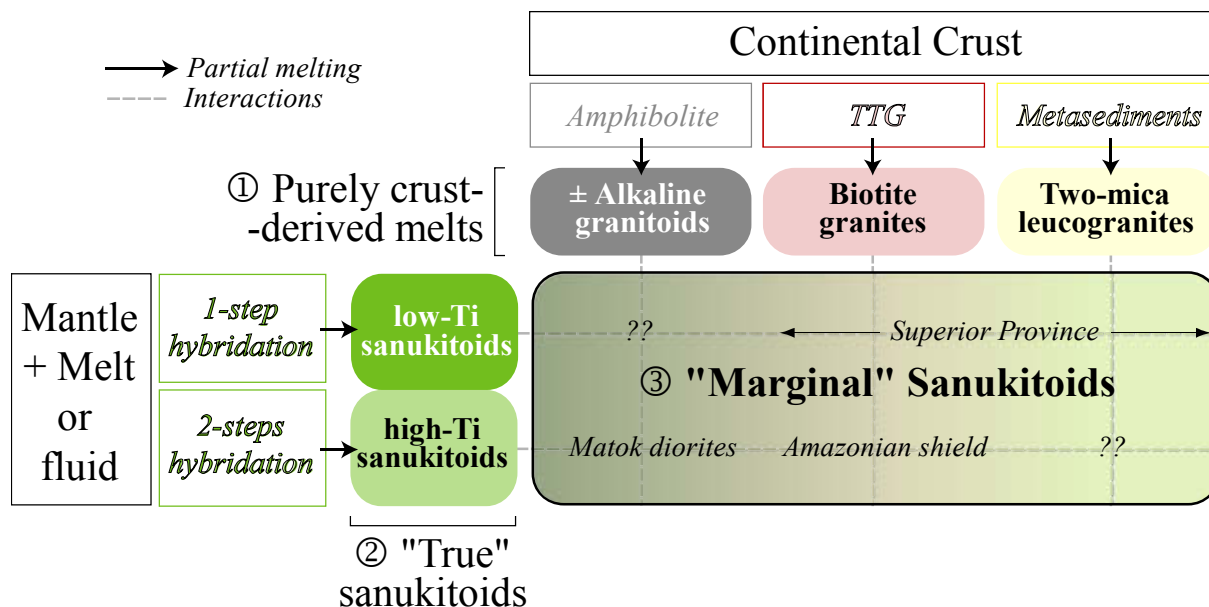 Continental Crust
Partial melting
Interactions
Amphibolite
TTG
Metasediments
① Purely crust-
-derived melts
± Alkaline
granitoids
Biotite
granites
Two-mica
leucogranites
Mantle
+ Melt
or
fluid
1-step
hybridation
low-Ti
sanukitoids
??
Superior Province
③ "Marginal" Sanukitoids
2-steps
hybridation
high-Ti
sanukitoids
Matok diorites
Amazonian shield
??
② "True"
sanukitoids